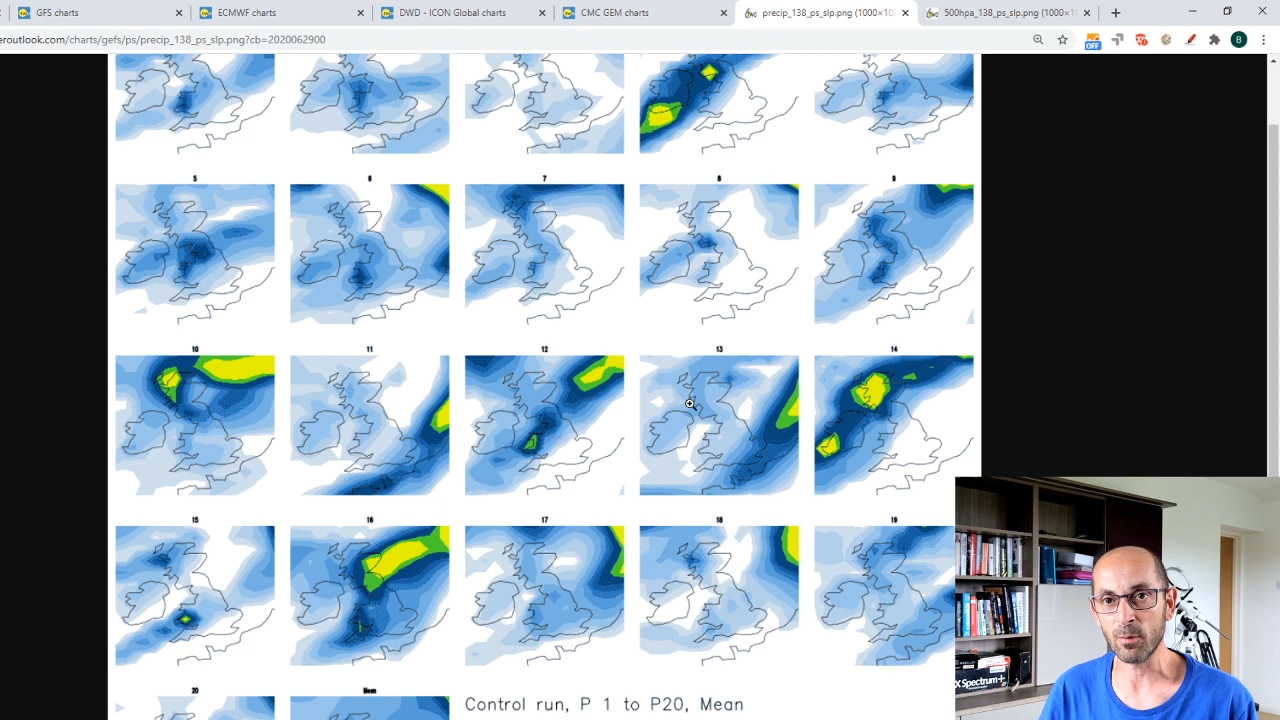 GFS charts
ECMWF charts
DWD - ICON Global charts
CMC GEM charts
precip_138_ps_slp.png (1000×10
500hpa_138_ps_slp.png (1000×1
eroutlook.com/charts/gefs/ps/precip_138_ps_slp.png?cb=2020062900
OFF
B
5
6
7
8
9
10
11
12
13
14
15
16
17
18
19
20
Mean
Control run, P 1 to P20, Mean
X Spectrum+